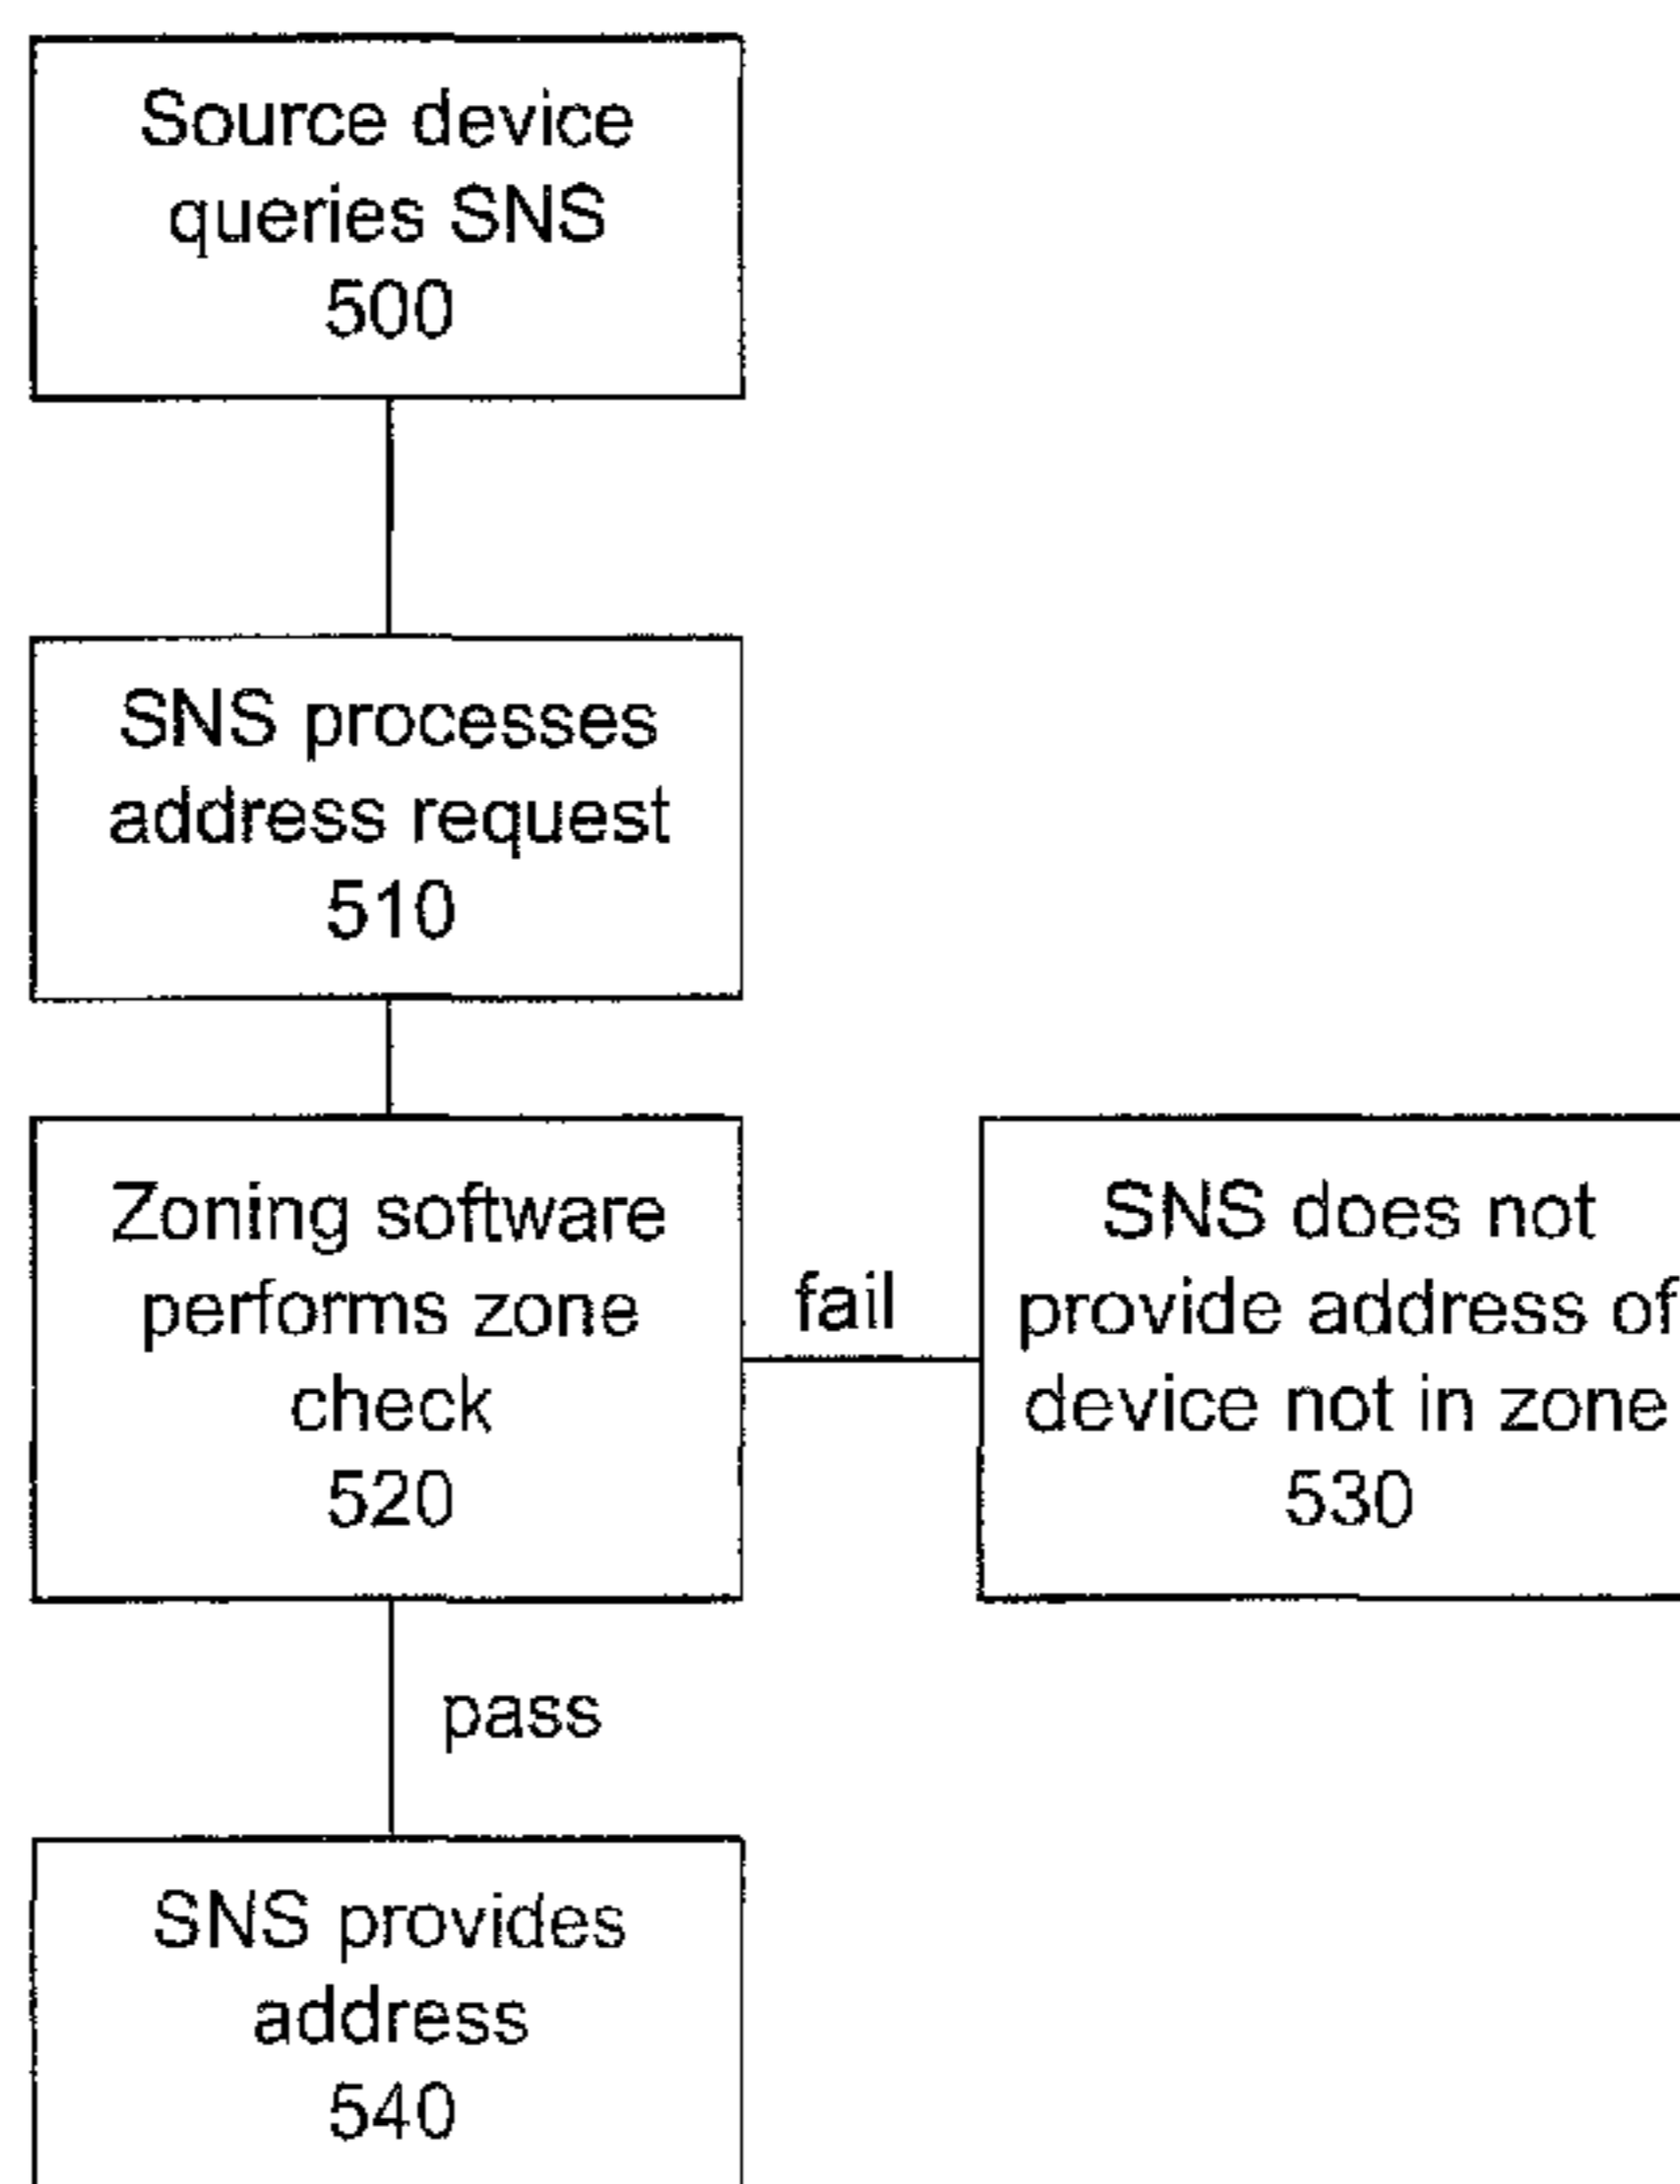 Source device
queries SNS
500
SNS processes
address request
510
Zoning software
performs zone
check
520
fail
SNS does not
provide address of
device not in zone
530
pass
SNS provides
address
540